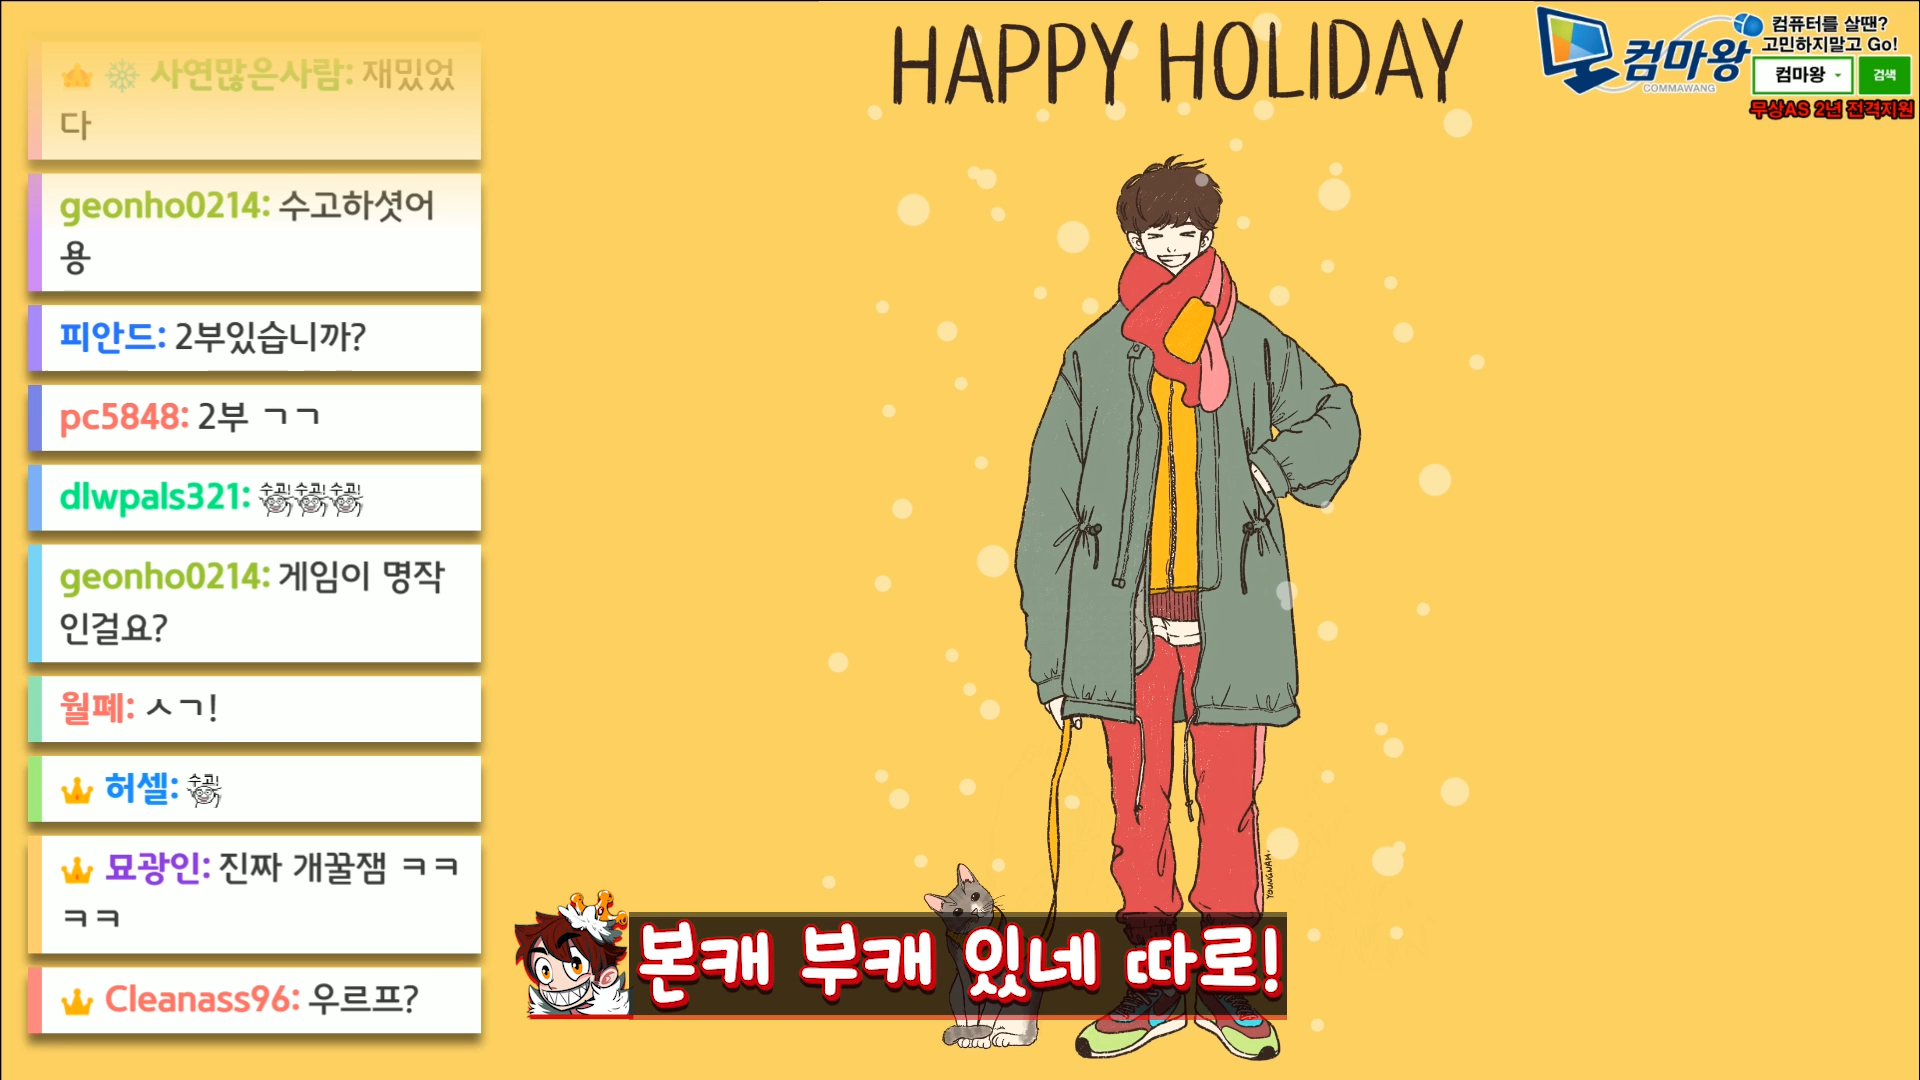 사연많은사람: 재밌었
다
geonho0214: 수고하셧어
용
피안드: 2부있습니까?
pc5848: 2부 ㄱㄱ
dlwpals321: 수고! 수고! 수고!
geonho0214: 게임이 명작
인걸요?
월폐: ㅅㄱ!
허셀: 수고!
묘광인: 진짜 개꿀잼 ㅋㅋ
ㅋㅋ
Cleanass96: 우르프?
HAPPY HOLIDAY
컴마왕
COMMAWANG
컴퓨터를 살땐?
고민하지말고 Go!
컴마왕 검색
무상AS 2년 전격지원
YOUNGNAM.
본캐 부캐 있네 따로!